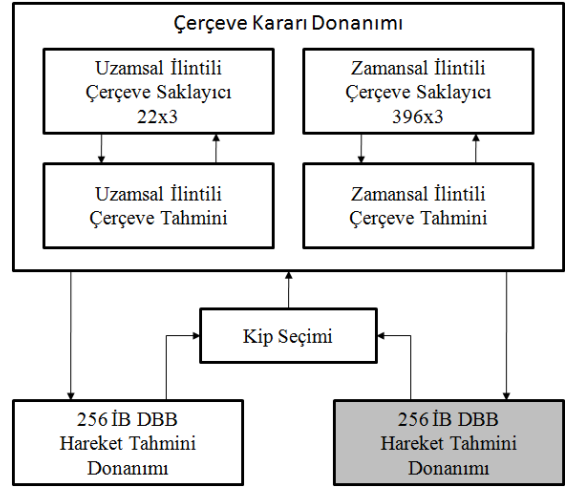 Çerçeve Kararı Donanımı
Uzamsal İlintili
Çerçeve Saklayıcı
22x3
Zamansal İlintili
Çerçeve Saklayıcı
396x3
Uzamsal İlintili
Çerçeve Tahmini
Zamansal İlintili
Çerçeve Tahmini
Kip Seçimi
256 İB DBB
Hareket Tahmini
Donanımı
256 İB DBB
Hareket Tahmini
Donanımı